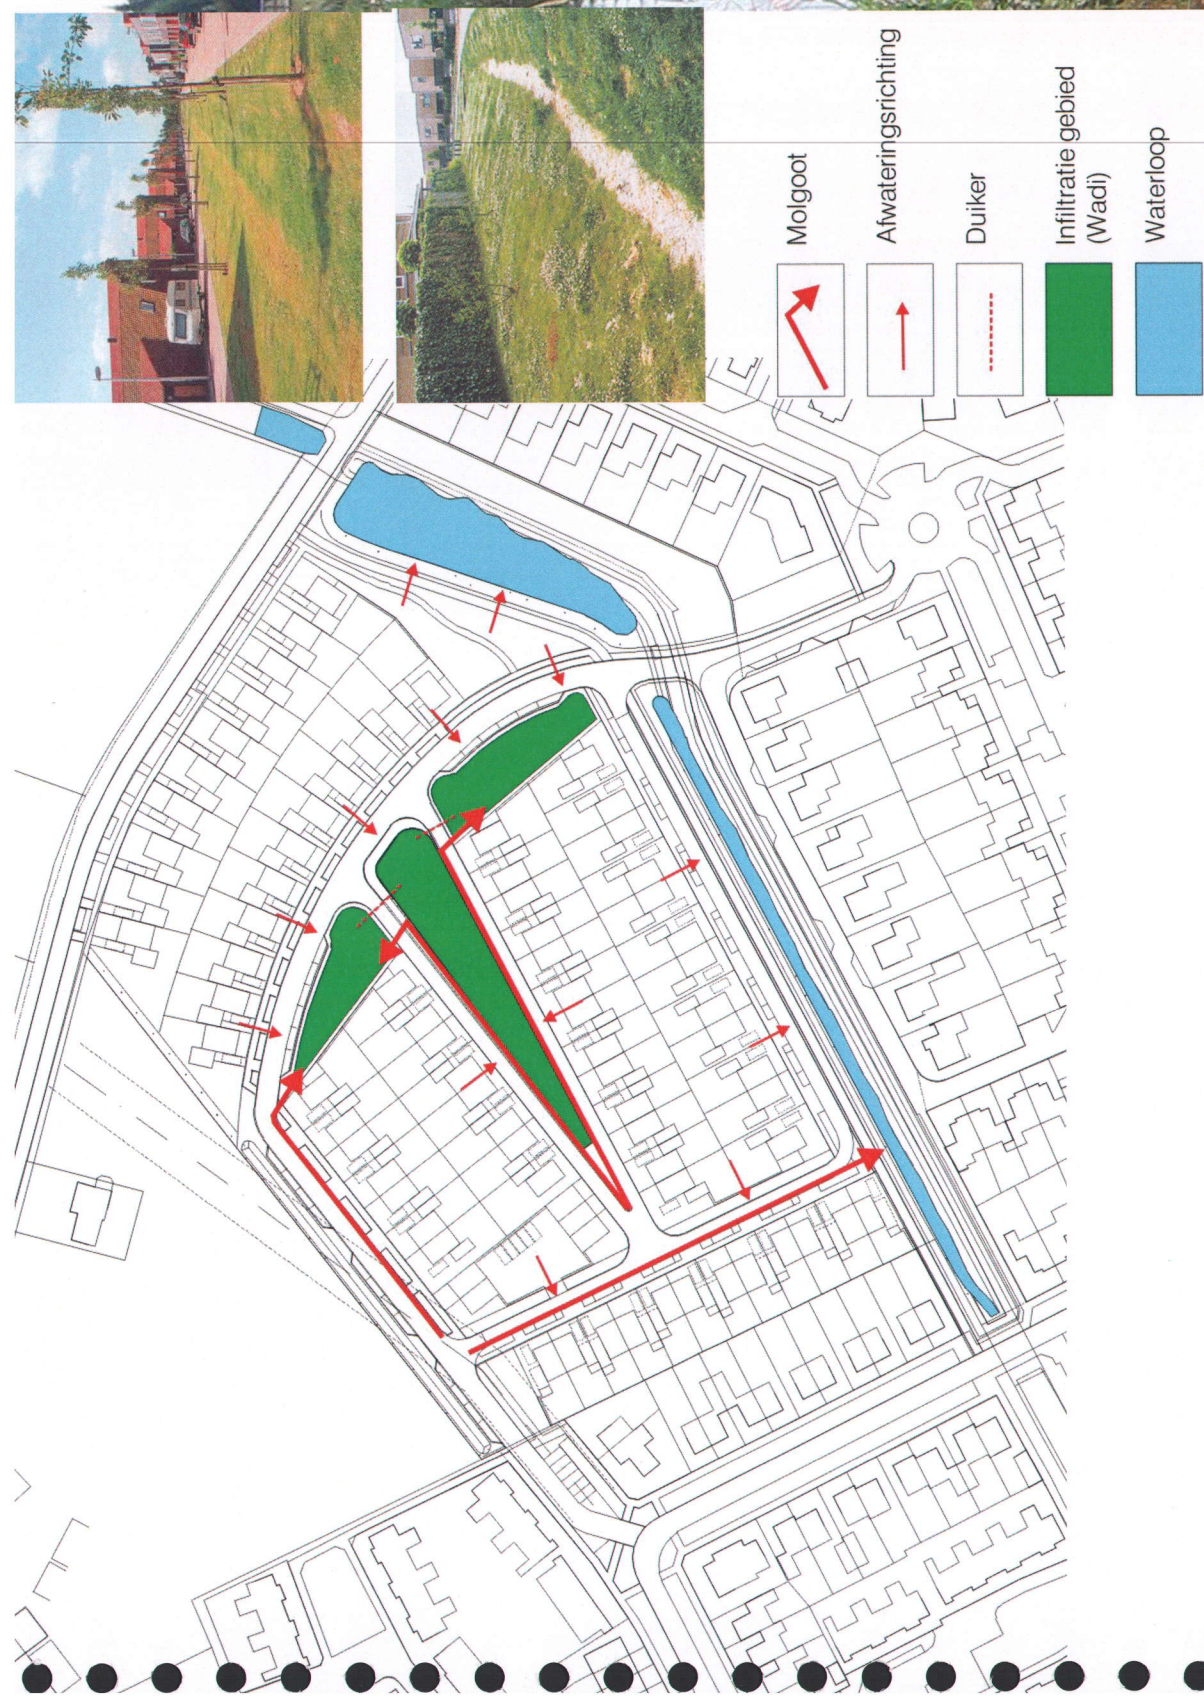 Molgoot
Afwateringsrichting
Duiker
Infiltratie gebied
(Wadi)
Waterloop